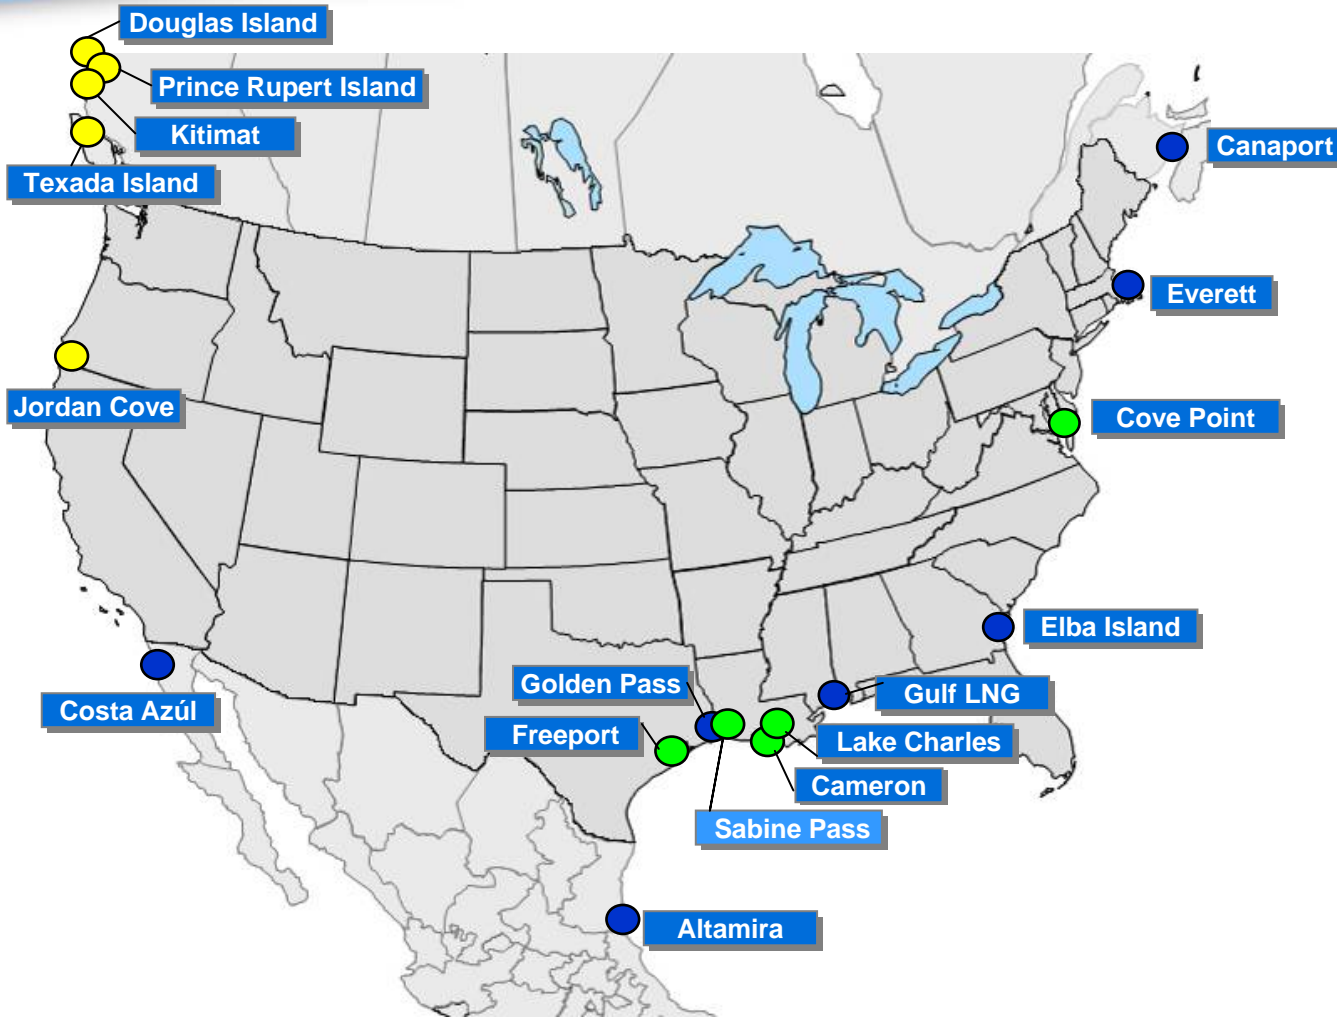 Douglas Island
Prince Rupert Island
Kitimat
Canaport
Texada Island
Everett
Jordan Cove
Cove Point
Elba Island
Golden Pass
Gulf LNG
Costa Azúl
Freeport
Lake Charles
Cameron
Sabine Pass
Altamira